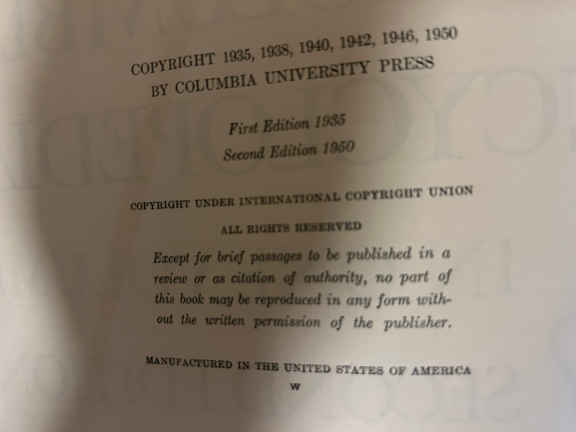 COPYRIGHT 1935, 1938, 1940, 1942, 1946, 1950
BY COLUMBIA UNIVERSITY PRESS
First Edition 1935
Second Edition 1950
COPYRIGHT UNDER INTERNATIONAL COPYRIGHT UNION
ALL RIGHTS RESERVED
Except for brief passages to be published in a
review or as citation of authority, no part of
this book may be reproduced in any form with-
out the written permission of the publisher.
MANUFACTURED IN THE UNITED STATES OF AMERICA
W